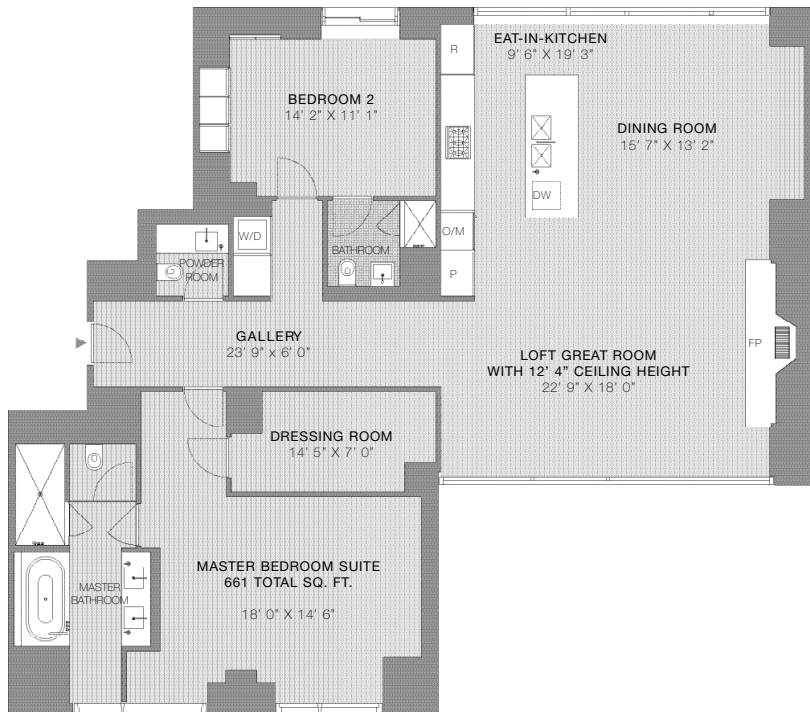 R
EAT-IN-KITCHEN
9' 6" X 19' 3"
BEDROOM 2
14' 2" X 11' 1"
DINING ROOM
15' 7" X 13' 2"
DW
W/D
O/M
BATHROOM
POWDER
ROOM
P
GALLERY
23' 9" x 6' 0"
FP
LOFT GREAT ROOM
WITH 12' 4” CEILING HEIGHT
22' 9" X 18' 0"
DRESSING ROOM
14' 5" X 7' 0"
MASTER BEDROOM SUITE
661 TOTAL SQ. FT.
18' 0" X 14' 6"
MASTER
BATHROOM